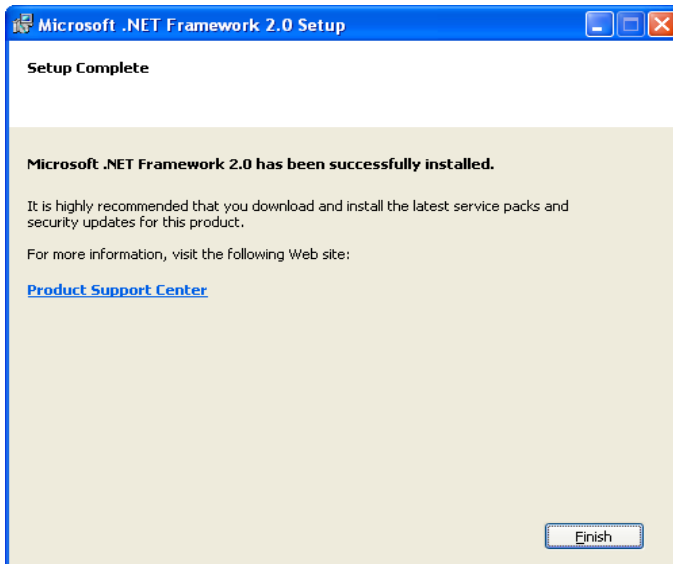 Microsoft .NET Framework 2.0 Setup
Setup Complete
Microsoft .NET Framework 2.0 has been successfully installed.
It is highly recommended that you download and install the latest service packs and
security updates for this product.
For more information, visit the following Web site:
Product Support Center
Finish